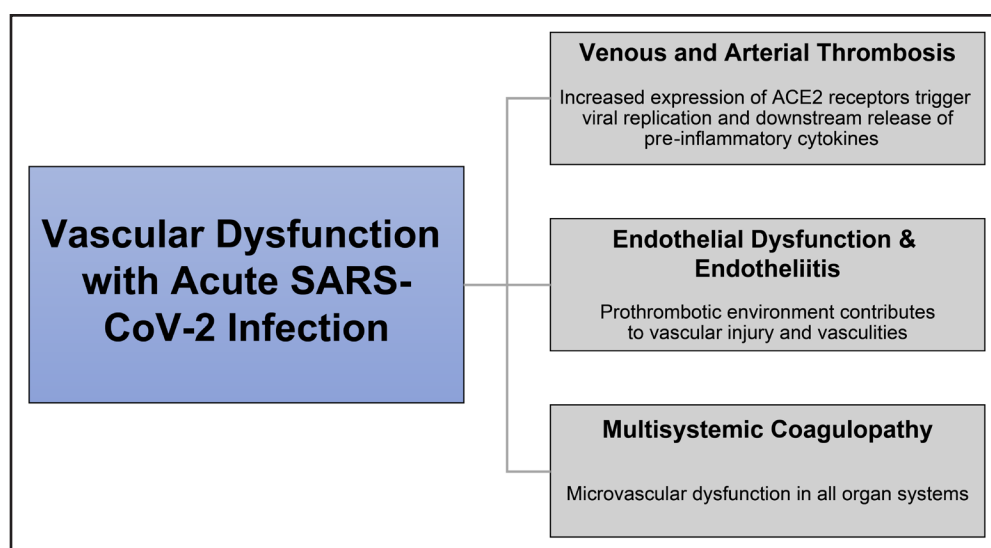 Vascular Dysfunction
with Acute SARS-
CoV-2 Infection
Venous and Arterial Thrombosis
Increased expression of ACE2 receptors trigger
viral replication and downstream release of
pre-inflammatory cytokines
Endothelial Dysfunction &
Endotheliitis
Prothrombotic environment contributes
to vascular injury and vasculities
Multisystemic Coagulopathy
Microvascular dysfunction in all organ systems